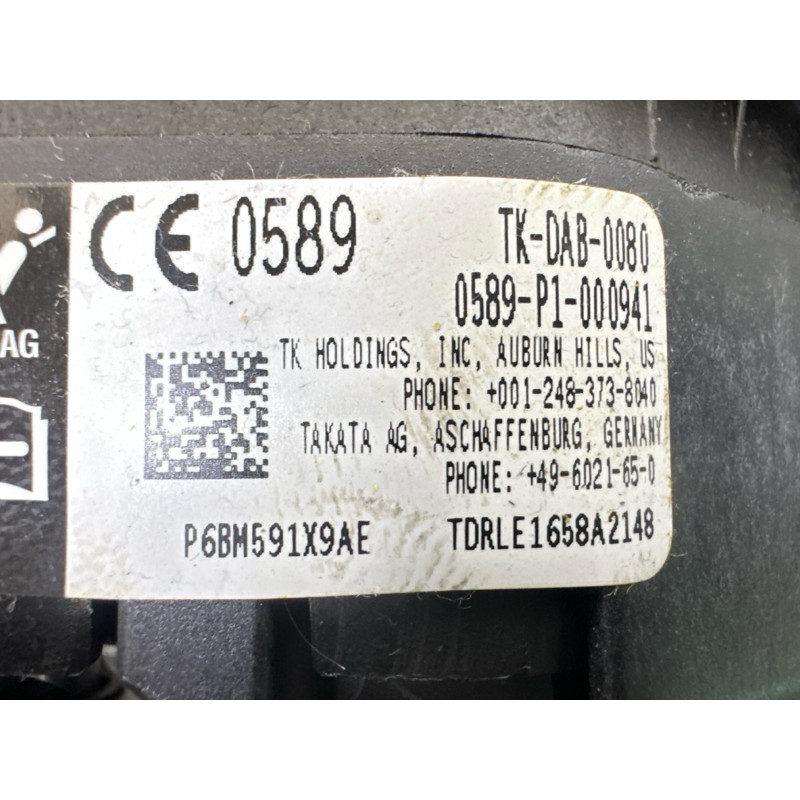 AG
CE 0589
TK-DAB-0080
0589-P1-000941
TK HOLDINGS, INC, AUBURN HILLS, US
PHONE: +001-248-373-8040
TAKATA AG, ASCHAFFENBURG, GERMANY
PHONE: +49-6021-65-0
P6BM591X9AE TDRLE1658A2148